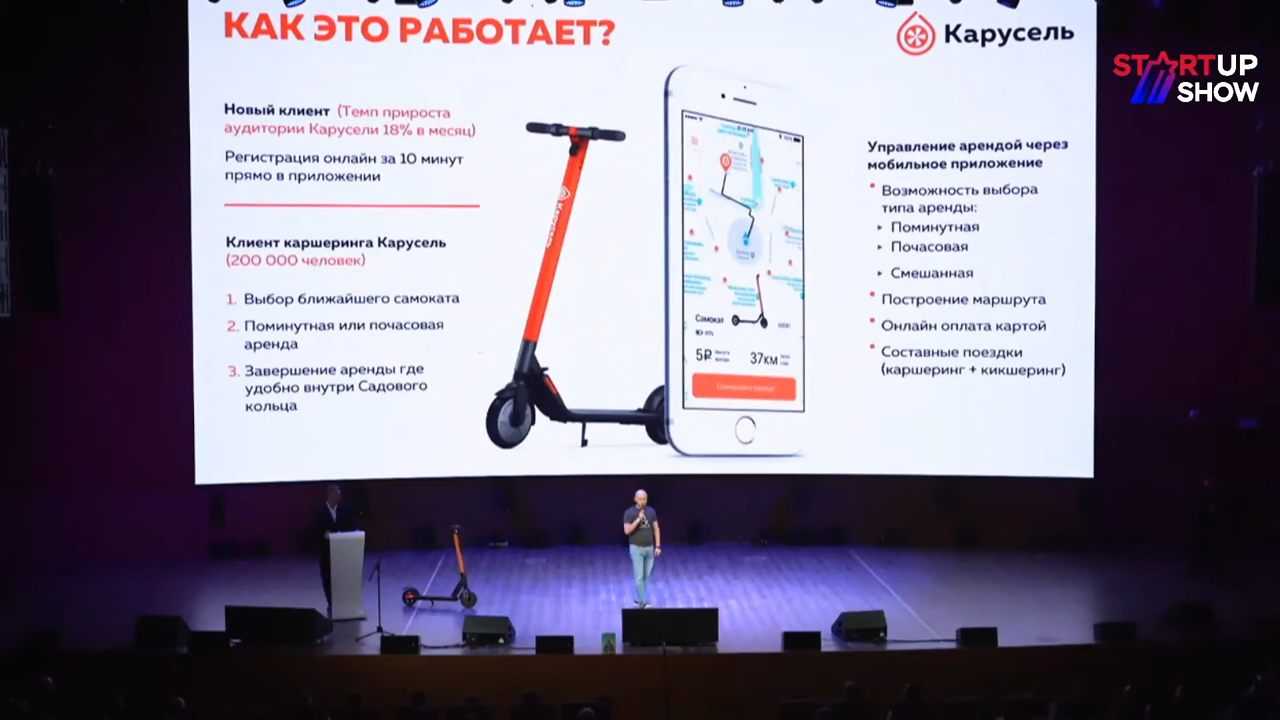 КАК ЭТО РАБОТАЕТ?
Карусель
STARTUP
SHOW
Новый клиент (Темп прироста
аудитории Карусели 18% в месяц)
Регистрация онлайн за 10 минут
прямо в приложении
Клиент каршеринга Карусель
(200 000 человек)
1. Выбор ближайшего самоката
2. Поминутная или почасовая
аренда
3. Завершение аренды где
удобно внутри Садового
кольца
Карусель
Самокат
5₽
37км
Управление арендой через
мобильное приложение
• Возможность выбора
типа аренды:
▸ Поминутная
▸ Почасовая
▸ Смешанная
• Построение маршрута
• Онлайн оплата картой
• Составные поездки
(каршеринг + кикшеринг)